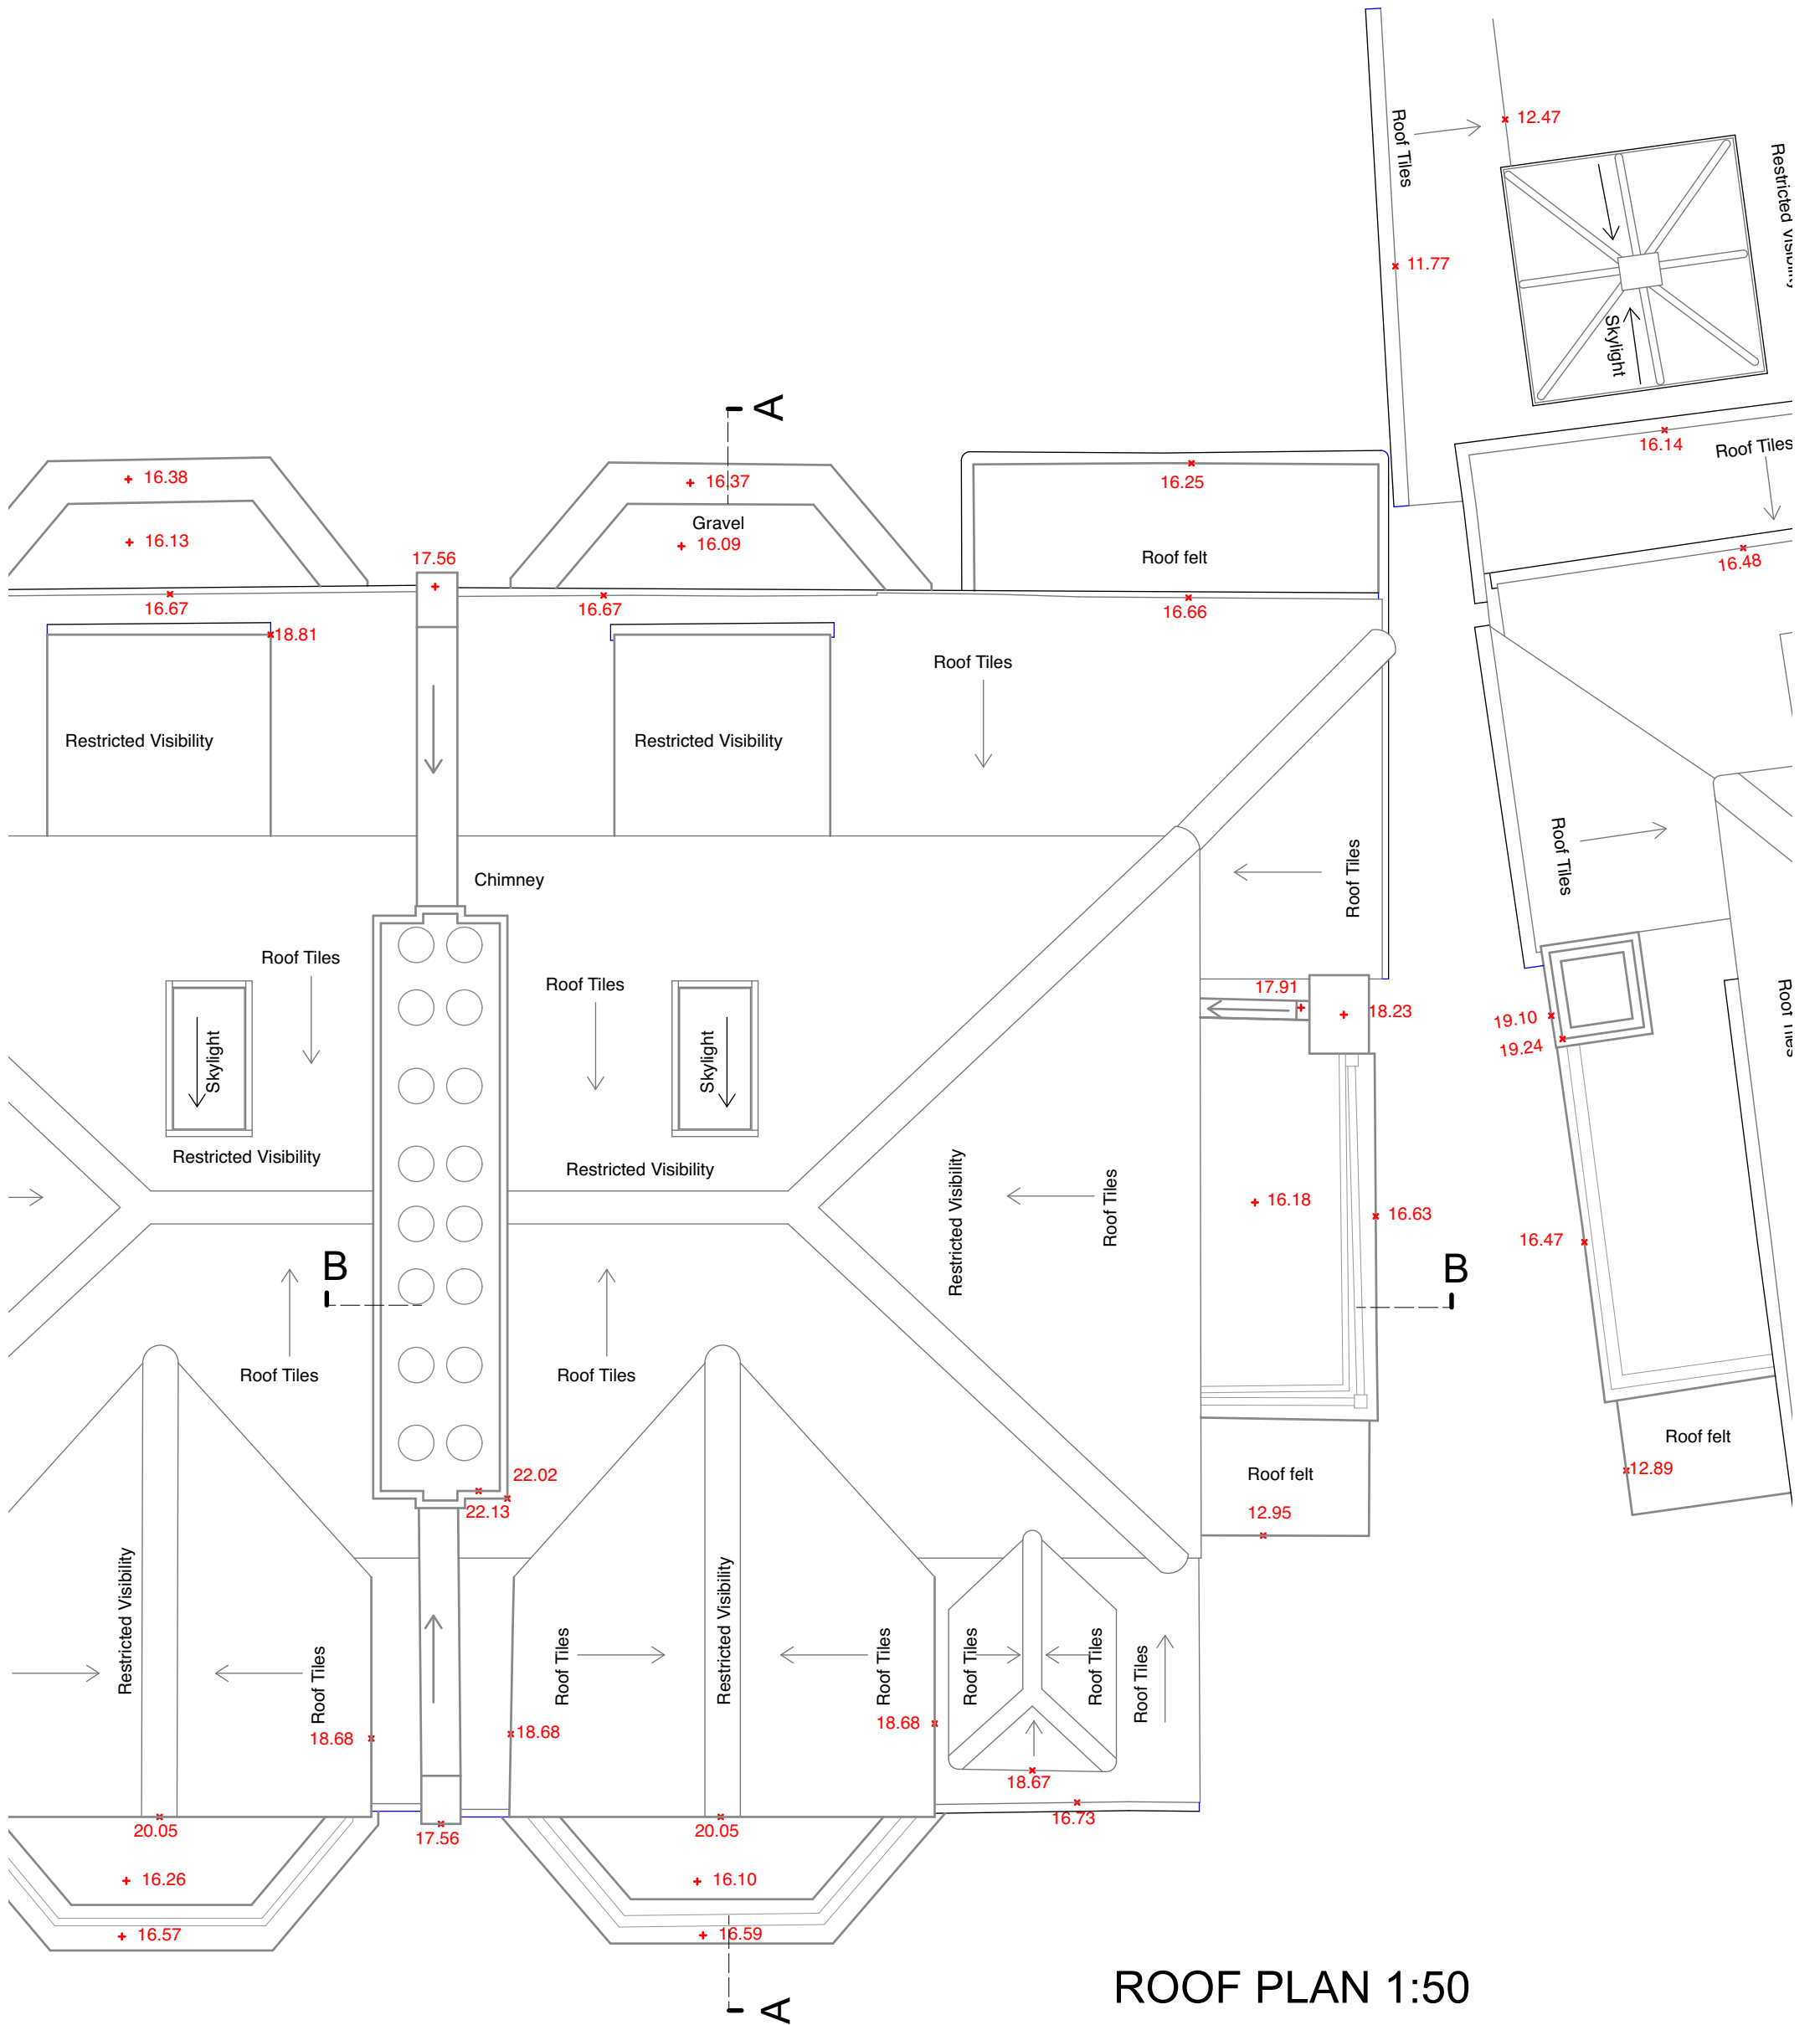 Roof Tiles
12.47
Restricted Visibility
11.77
Skylight
A
16.14
Roof Tiles
16.38
16.37
16.25
Gravel
16.13
16.09
17.56
Roof felt
16.48
16.67
16.67
16.66
18.81
Roof Tiles
Restricted Visibility
Restricted Visibility
Roof Tiles
Roof Tiles
Chimney
Roof Tiles
Roof Tiles
17.91
18.23
19.10
19.24
Roof Tiles
Skylight
Skylight
Restricted Visibility
Restricted Visibility
Restricted Visibility
Roof Tiles
16.18
16.63
16.47
B
B
Roof Tiles
Roof Tiles
Roof felt
22.02
22.13
Roof felt
12.89
12.95
Restricted Visibility
Roof Tiles
Roof Tiles
Restricted Visibility
Roof Tiles
Roof Tiles
Roof Tiles
Roof Tiles
18.68
18.68
18.68
18.67
16.73
20.05
17.56
20.05
16.26
16.10
16.57
16.59
ROOF PLAN 1:50
A